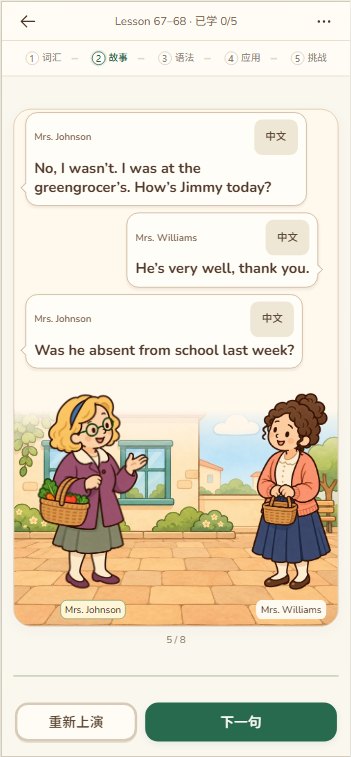 Lesson 67–68 · 已学 0/5
1 词汇 – 2 故事 – 3 语法 – 4 应用 – 5 挑战
Mrs. Johnson
中文
No, I wasn't. I was at the
greengrocer's. How's Jimmy today?
Mrs. Williams
中文
He's very well, thank you.
Mrs. Johnson
中文
Was he absent from school last week?
Mrs. Johnson
Mrs. Williams
5 / 8
重新上演
下一句